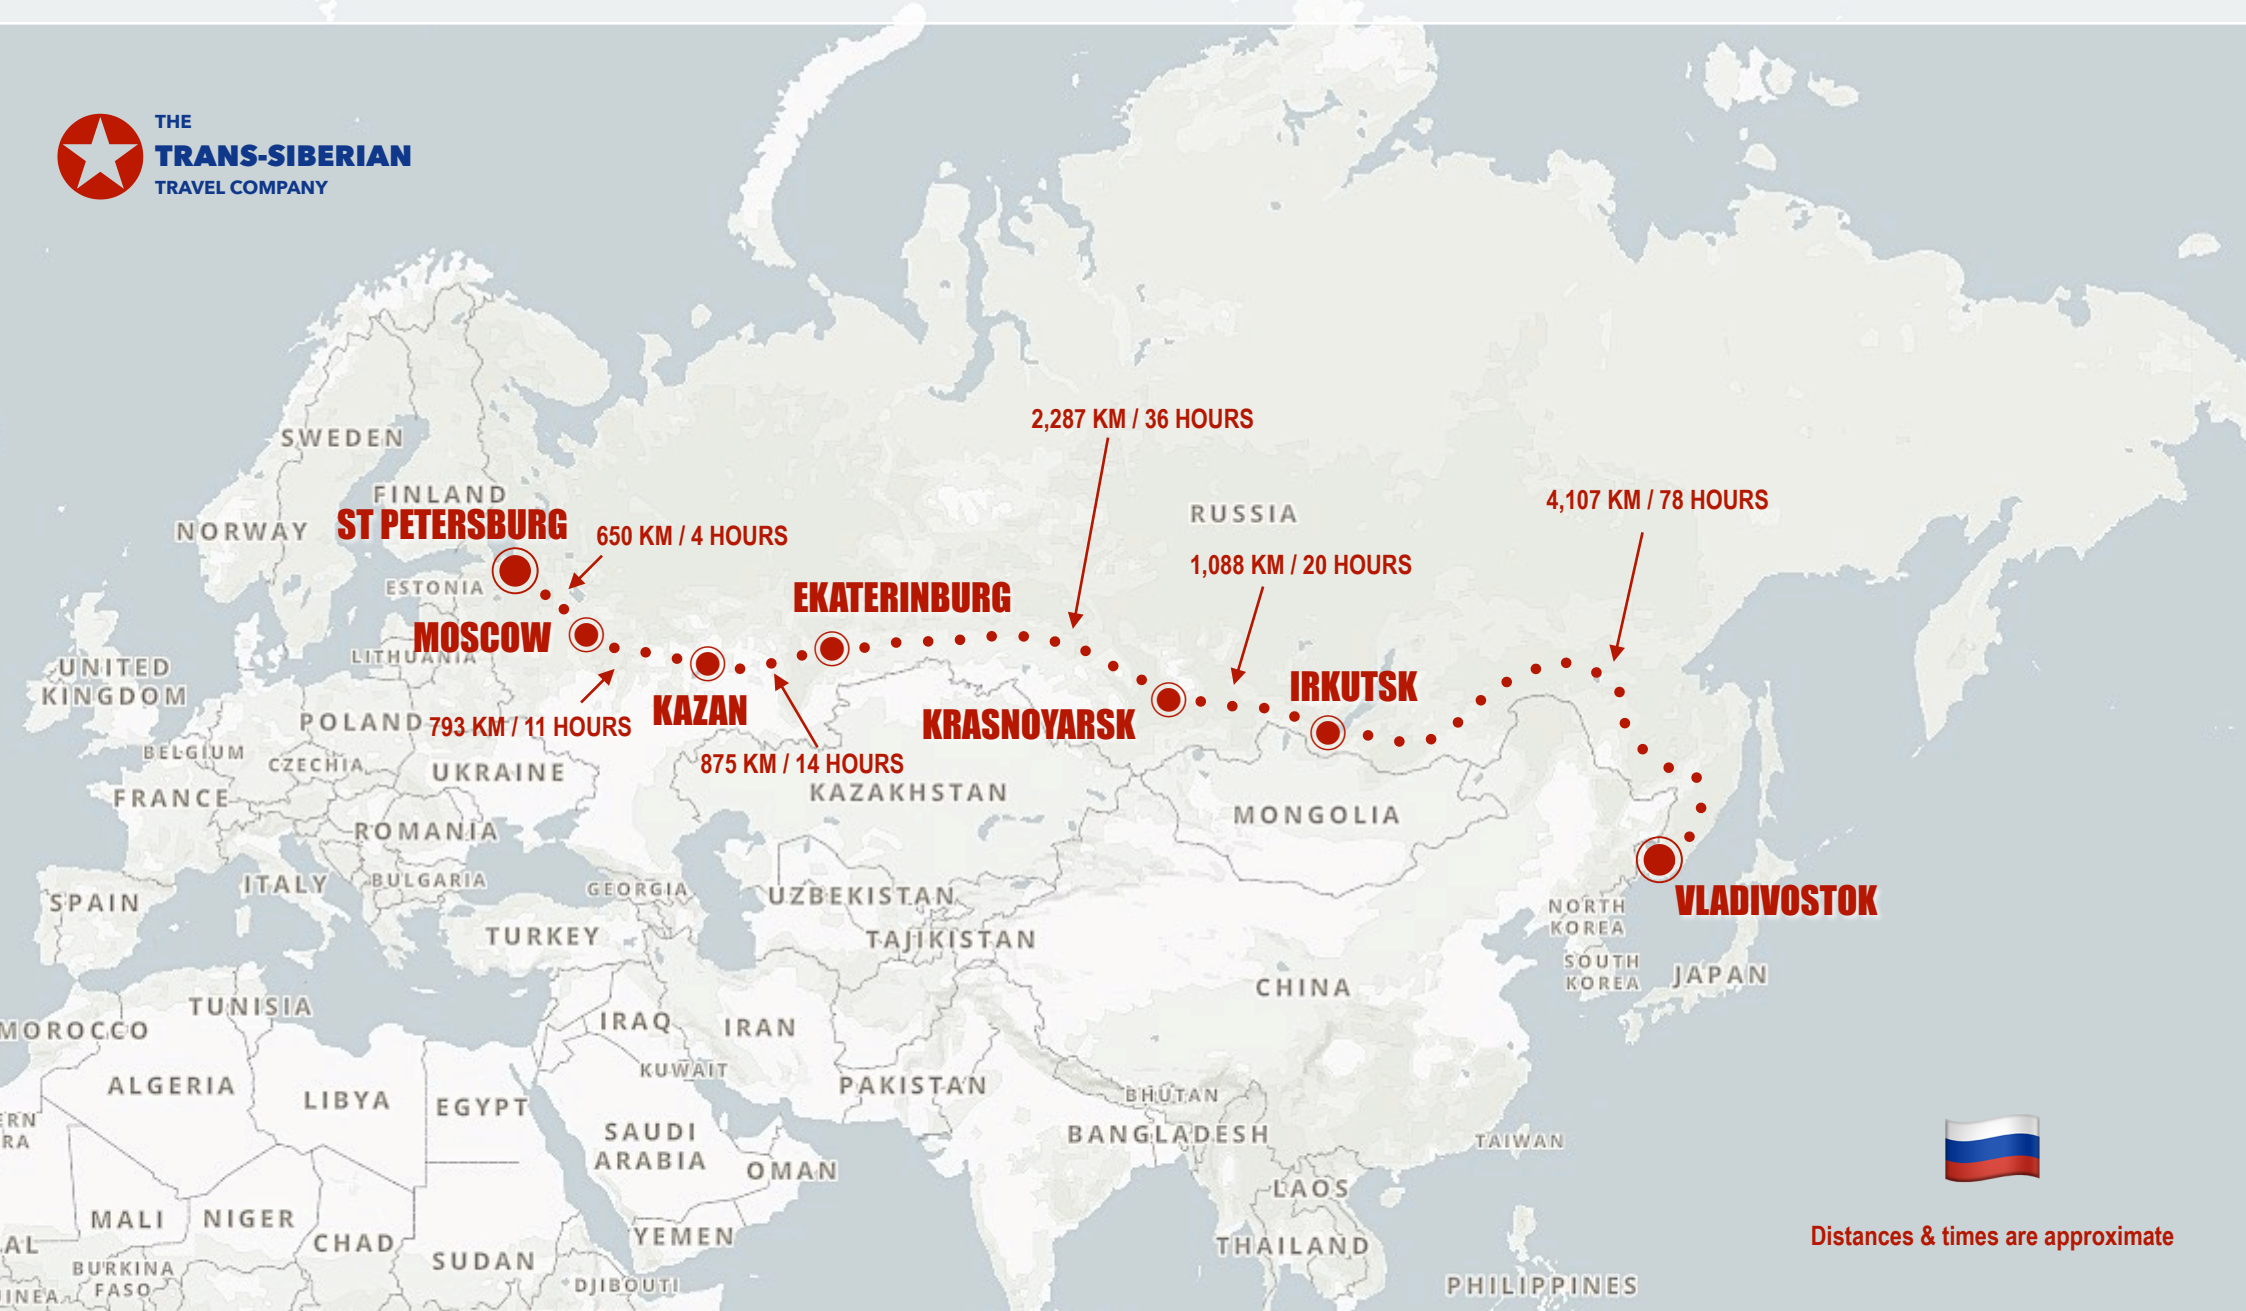 THE
TRANS-SIBERIAN
TRAVEL COMPANY
2,287 KM / 36 HOURS
SWEDEN
FINLAND
4,107 KM / 78 HOURS
RUSSIA
NORWAY
ST PETERSBURG
650 KM / 4 HOURS
1,088 KM / 20 HOURS
ESTONIA
EKATERINBURG
MOSCOW
LITHUANIA
UNITED
KINGDOM
IRKUTSK
KAZAN
POLAND
793 KM / 11 HOURS
KRASNOYARSK
BELGIUM
CZECHIA
UKRAINE
875 KM / 14 HOURS
FRANCE
KAZAKHSTAN
MONGOLIA
ROMANIA
ITALY
BULGARIA
GEORGIA
SPAIN
UZBEKISTAN
VLADIVOSTOK
NORTH
KOREA
TURKEY
TAJIKISTAN
SOUTH
KOREA
JAPAN
CHINA
TUNISIA
MOROCCO
IRAQ
IRAN
KUWAIT
ALGERIA
LIBYA
EGYPT
PAKISTAN
BHUTAN
ERN
RA
SAUDI
ARABIA
BANGLADESH
TAIWAN
OMAN
LAOS
MALI
NIGER
CHAD
YEMEN
AL
THAILAND
SUDAN
BURKINA
FASO
DJIBOUTI
INEA
PHILIPPINES
Distances & times are approximate